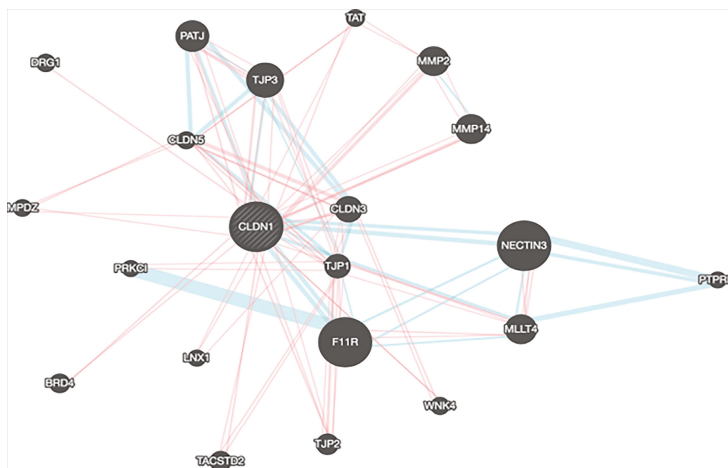 TAT
PATJ
DRG1
MMP2
TJP3
MMP14
CLDN5
MPDZ
CLDN3
CLDN1
NECTIN3
PRKCI
TJP1
MLLT4
F11R
LNX1
BRD4
WNK4
TJP2
TACSTD2